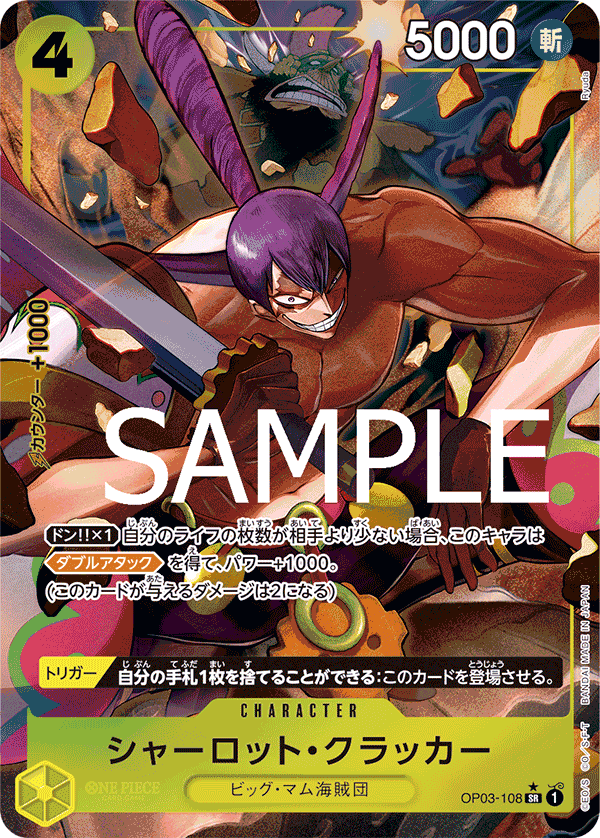 4
5000 斬
Ryuda
カウンター +1000
SAMPLE
ドン!!×1 自分のライフの枚数が相手より少ない場合、このキャラは
ダブルアタック を得て、パワー+1000。
(このカードが与えるダメージは2になる)
トリガー 自分の手札1枚を捨てることができる:このカードを登場させる。
CHARACTER
シャーロット・クラッカー
ONE PIECE
CARD GAME
ビッグ・マム海賊団
OP03-108 SR ★ 1
©E.O/S. ©O/S・F・T BANDAI MADE IN JAPAN